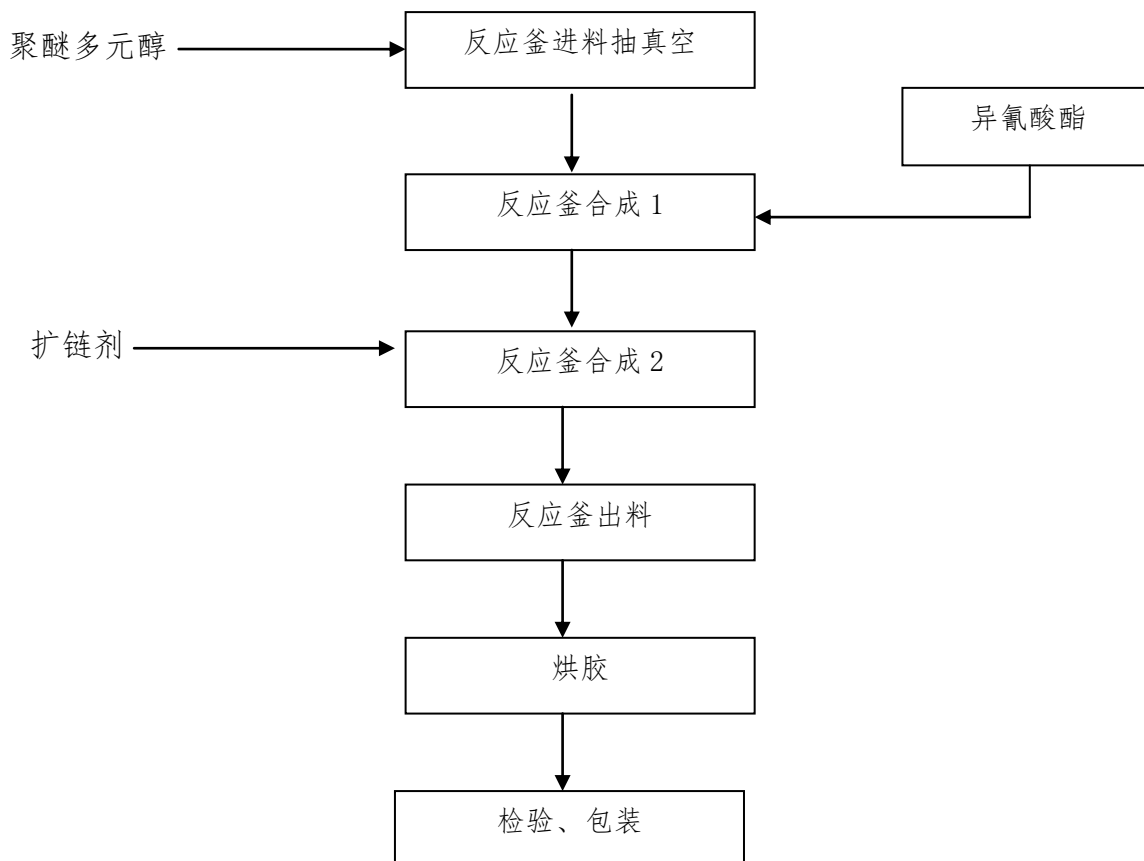 聚醚多元醇
反应釜进料抽真空
异氰酸酯
反应釜合成 1
扩链剂
反应釜合成 2
反应釜出料
烘胶
检验、包装